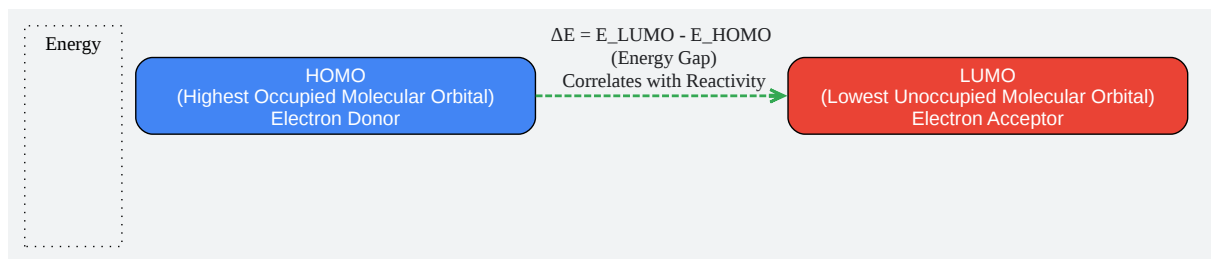 Energy
HOMO
(Highest Occupied Molecular Orbital)
Electron Donor
ΔE = E_LUMO - E_HOMO
(Energy Gap)
Correlates with Reactivity
LUMO
(Lowest Unoccupied Molecular Orbital)
Electron Acceptor